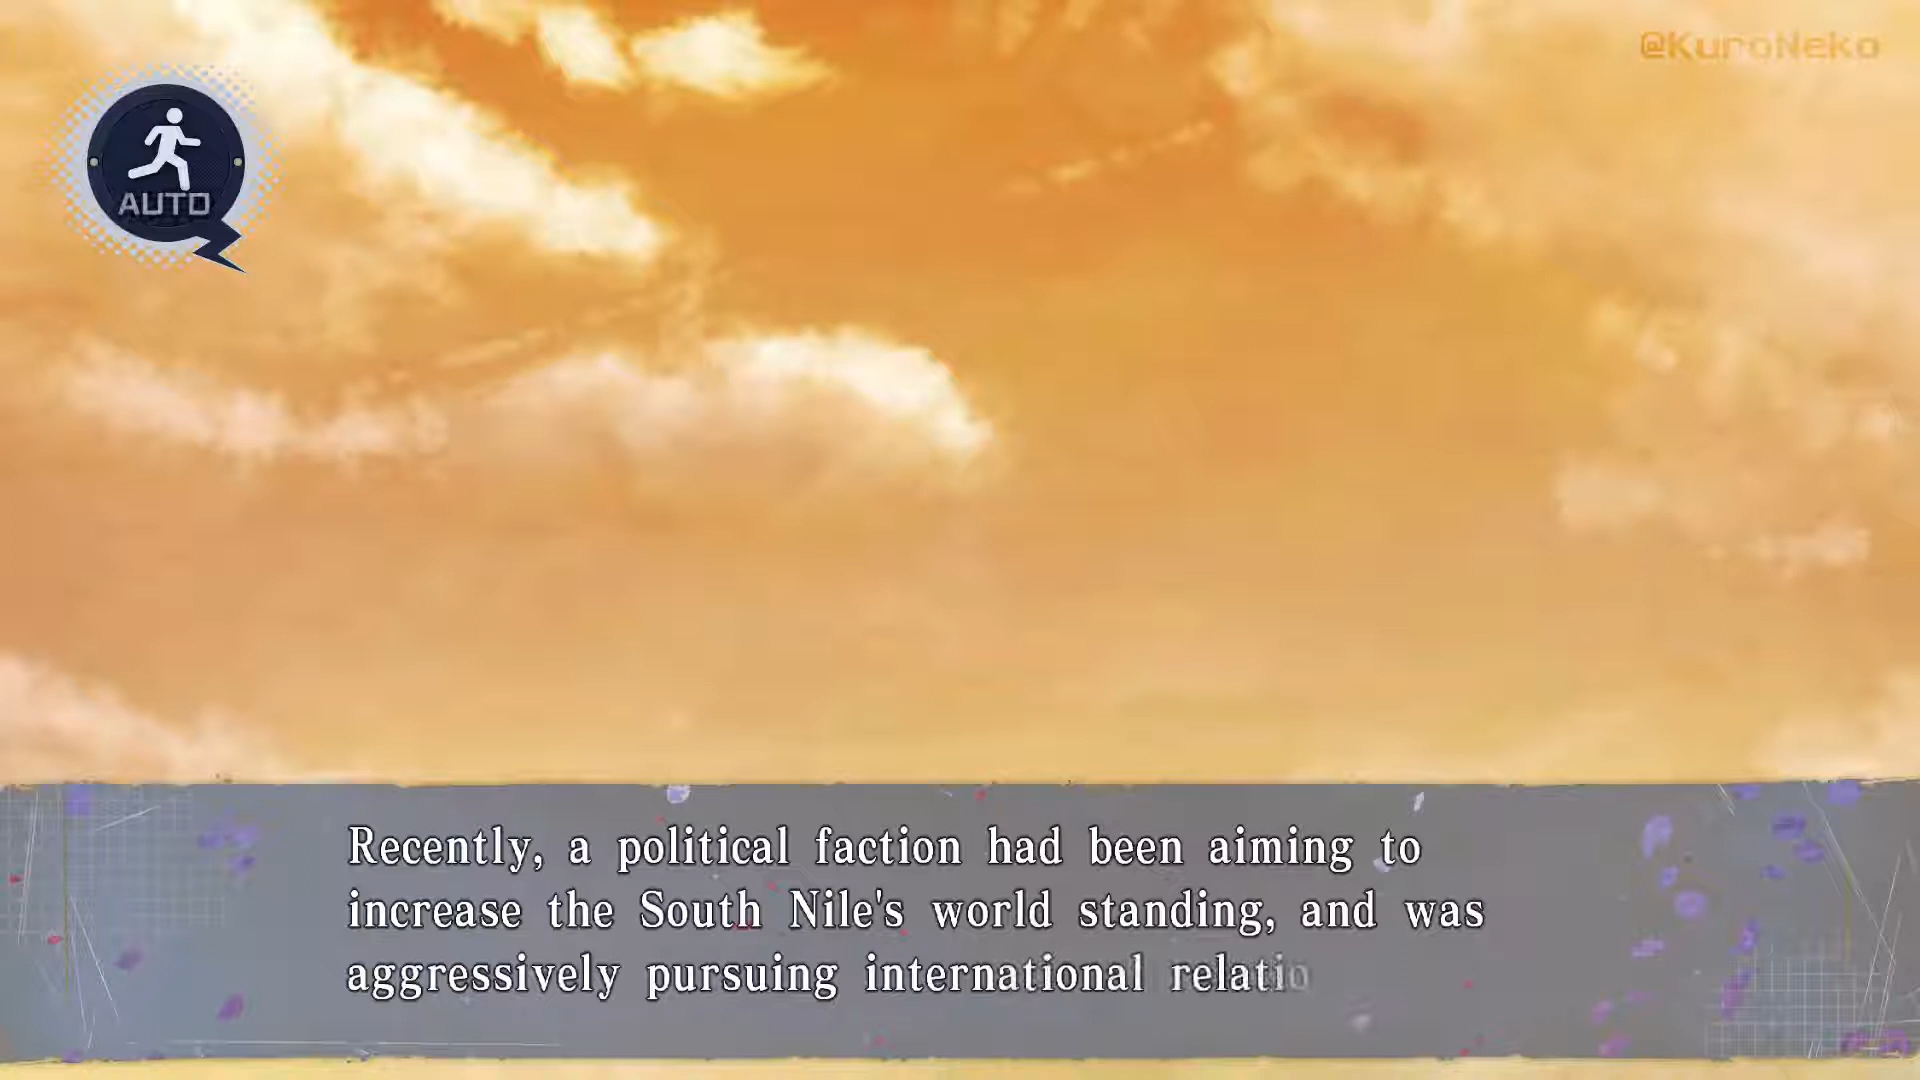 @KuroNeko
AUTO
Recently, a political faction had been aiming to
increase the South Nile's world standing, and was
aggressively pursuing international relatio